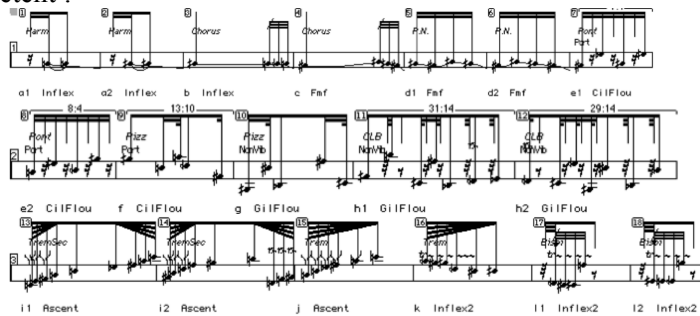 1 2 3 4 5 6 7
Harm Harm Chorus Chorus P.N. P.N. Pont
Port
1
a1 Inflex a2 Inflex b Inflex c Fmf d1 Fmf d2 Fmf e1 CilFlou
8 8:4 9 13:10 10 11 31:14 12 29:14
Pont Frizz Frizz CLB CLB
Port Port NonVib NonVib NonVib
2
e2 CilFlou f CilFlou g GilFlou h1 GilFlou h2 GilFlou
13 14 15 16 17 18
TremSec TremSec Trem Trem Bisbi Bisbi
3
i1 Ascent i2 Ascent j Ascent k Inflex2 l1 Inflex2 l2 Inflex2